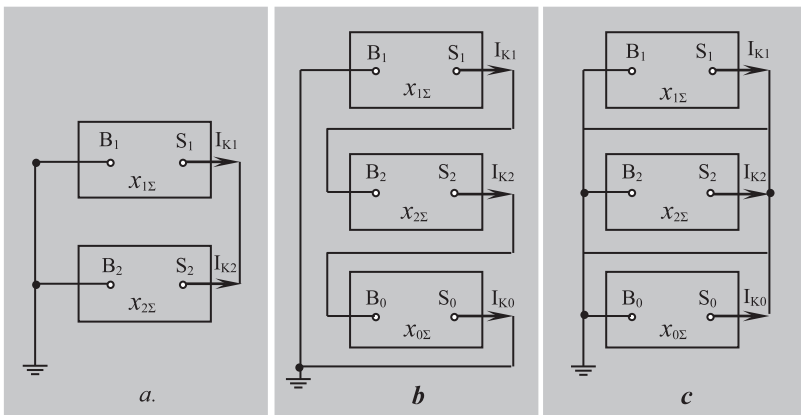 B1 S1 IK1
x1Σ
B2 S2 IK2
x2Σ
a.
B1 S1 IK1
x1Σ
B2 S2 IK2
x2Σ
B0 S0 IK0
x0Σ
b
B1 S1 IK1
x1Σ
B2 S2 IK2
x2Σ
B0 S0 IK0
x0Σ
c